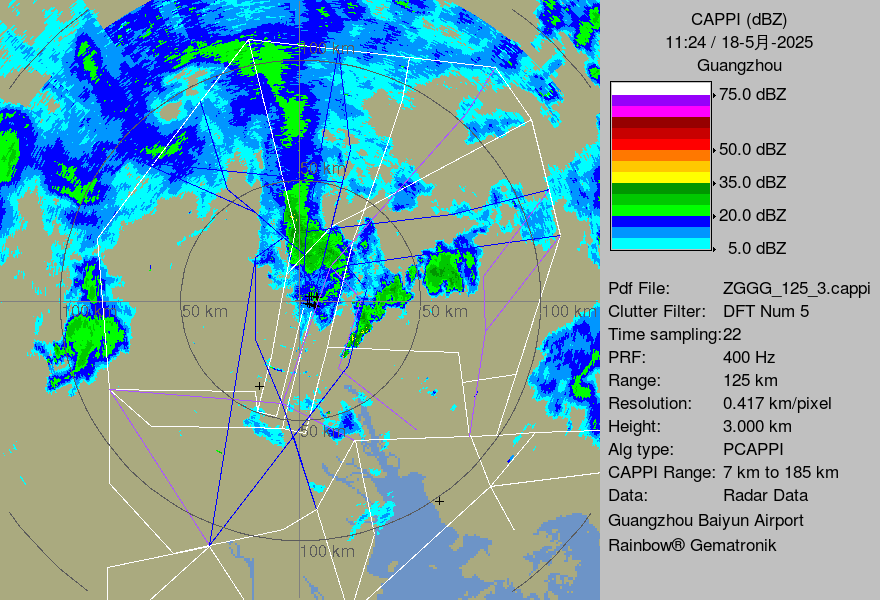 CAPPI (dBZ)
11:24 / 18-5月-2025
Guangzhou
75.0 dBZ
50.0 dBZ
35.0 dBZ
20.0 dBZ
5.0 dBZ
Pdf File: ZGGG_125_3.cappi
Clutter Filter: DFT Num 5
Time sampling:22
PRF: 400 Hz
Range: 125 km
Resolution: 0.417 km/pixel
Height: 3.000 km
Alg type: PCAPPI
CAPPI Range: 7 km to 185 km
Data: Radar Data
Guangzhou Baiyun Airport
Rainbow® Gematronik
100 km
50 km
100 km
50 km
50 km
100 km
50 km
100 km